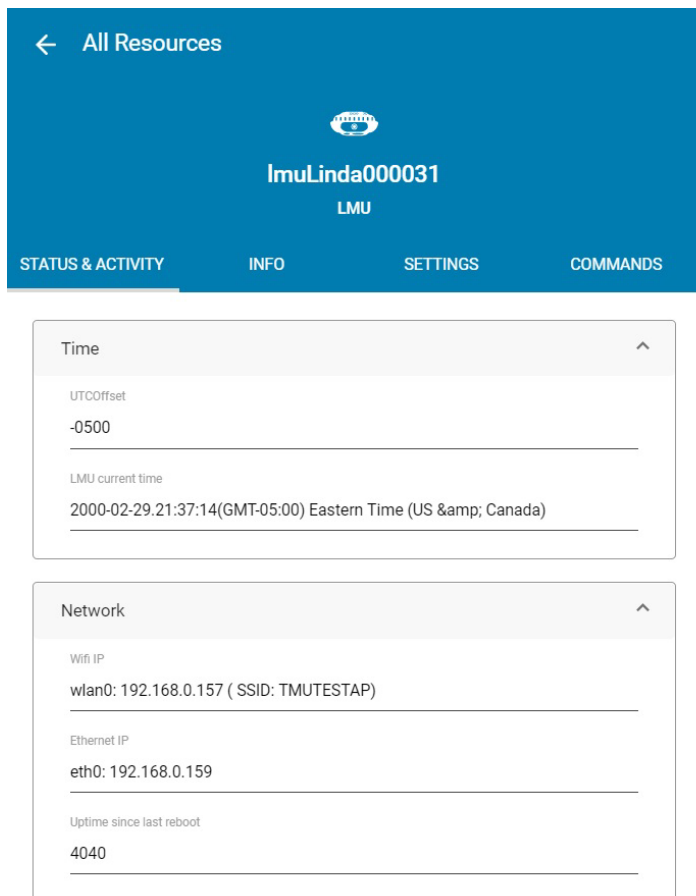 All Resources
lmuLinda000031
LMU
STATUS & ACTIVITY INFO SETTINGS COMMANDS
Time
UTCOffset
-0500
LMU current time
2000-02-29.21:37:14(GMT-05:00) Eastern Time (US &amp; Canada)
Network
Wifi IP
wlan0: 192.168.0.157 ( SSID: TMUTESTAP)
Ethernet IP
eth0: 192.168.0.159
Uptime since last reboot
4040